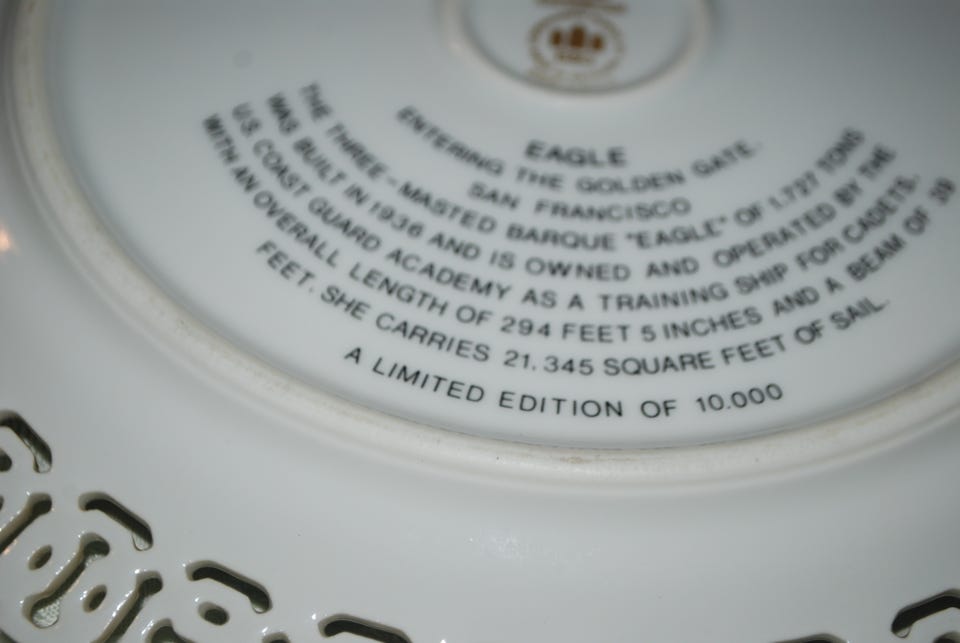 EAGLE
ENTERING THE GOLDEN GATE.
SAN FRANCISCO
THE THREE-MASTED BARQUE "EAGLE" OF 1.727 TONS
WAS BUILT IN 1936 AND IS OWNED AND OPERATED BY THE
U.S. COAST GUARD ACADEMY AS A TRAINING SHIP FOR CADETS.
WITH AN OVERALL LENGTH OF 294 FEET 5 INCHES AND A BEAM OF 39
FEET. SHE CARRIES 21.345 SQUARE FEET OF SAIL.
A LIMITED EDITION OF 10.000